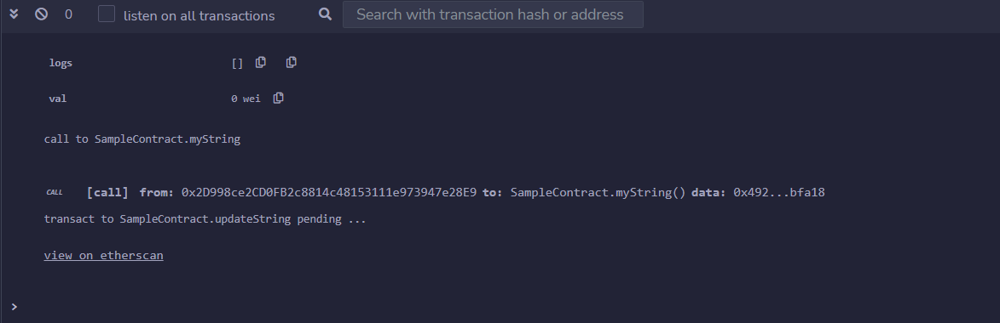 0 listen on all transactions Search with transaction hash or address
logs []
val 0 wei
call to SampleContract.myString
CALL [call] from: 0x2D998ce2CD0FB2c8814c48153111e973947e28E9 to: SampleContract.myString() data: 0x492...bfa18
transact to SampleContract.updateString pending ...
view on etherscan
>